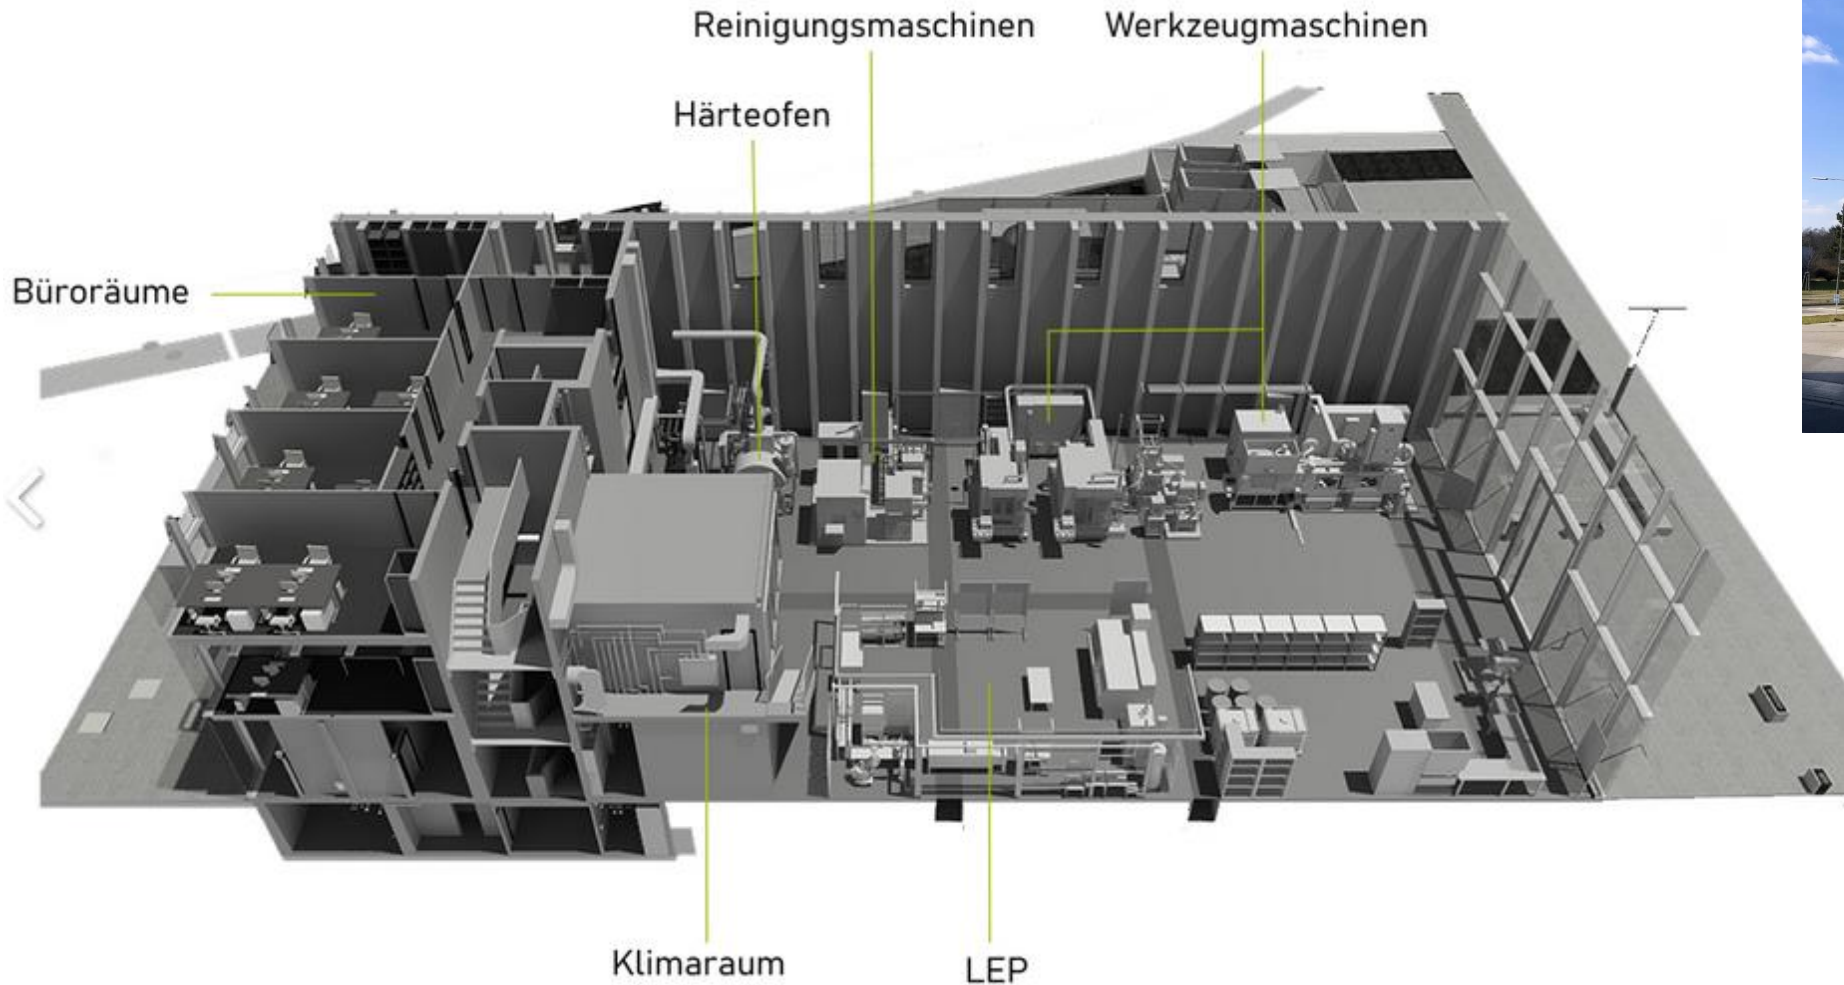 Reinigungsmaschinen
Werkzeugmaschinen
Härteofen
Büroräume
Klimaraum
LEP